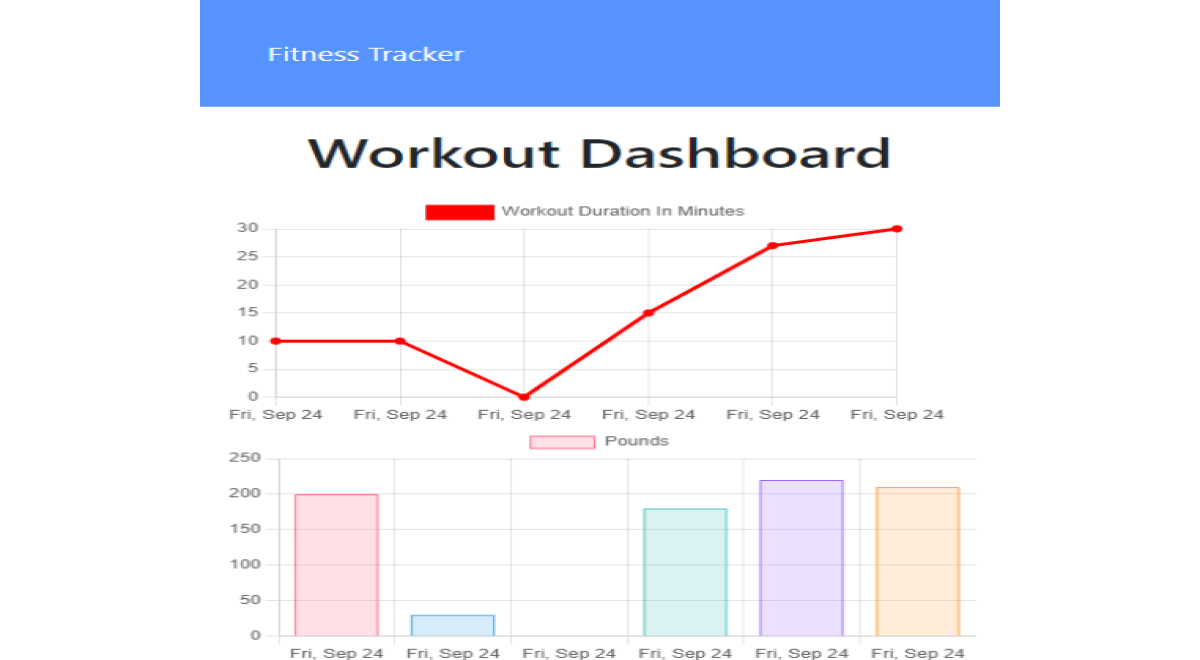 Fitness Tracker
Workout Dashboard
Workout Duration In Minutes
30
25
20
15
10
5
0
Fri, Sep 24 Fri, Sep 24 Fri, Sep 24 Fri, Sep 24 Fri, Sep 24 Fri, Sep 24
Pounds
250
200
150
100
50
0
Fri, Sep 24 Fri, Sep 24 Fri, Sep 24 Fri, Sep 24 Fri, Sep 24 Fri, Sep 24